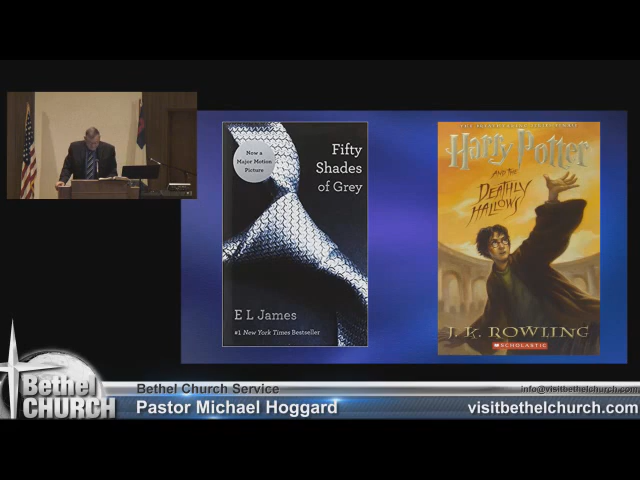 Now a
Major Motion
Picture
Fifty
Shades
of Grey
E L James
#1 New York Times Bestseller
Harry Potter
AND THE
DEATHLY
HALLOWS
J. K. ROWLING
SCHOLASTIC
Bethel
CHURCH
Bethel Church Service
info@visitbethelchurch.com
Pastor Michael Hoggard
visitbethelchurch.com